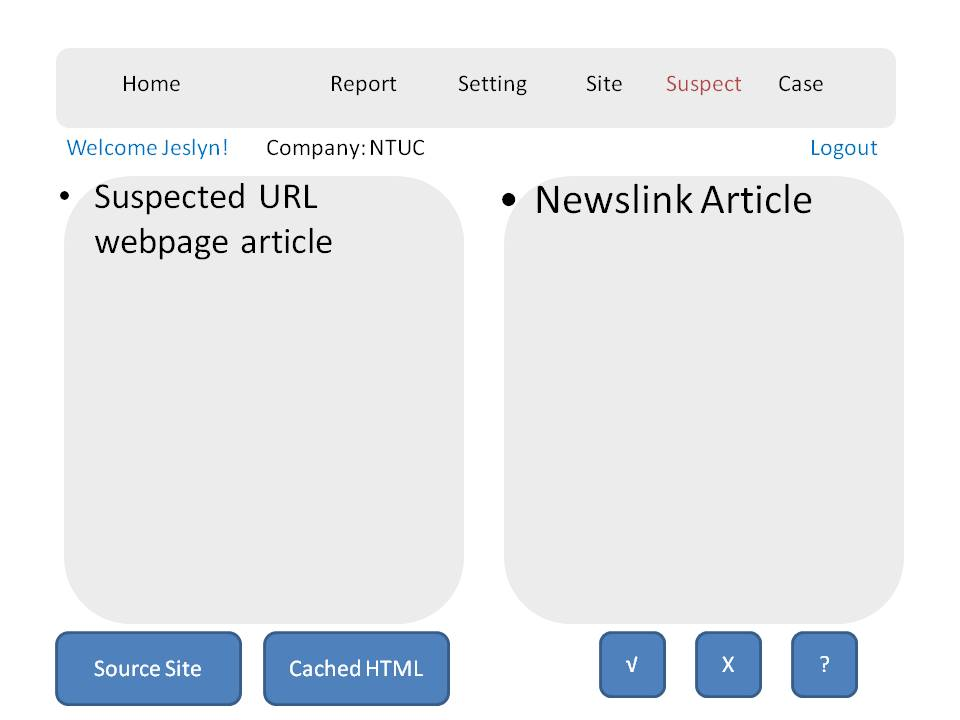 Home Report Setting Site Suspect Case
Welcome Jeslyn! Company: NTUC Logout
• Suspected URL
webpage article
• Newslink Article
Source Site Cached HTML √ X ?